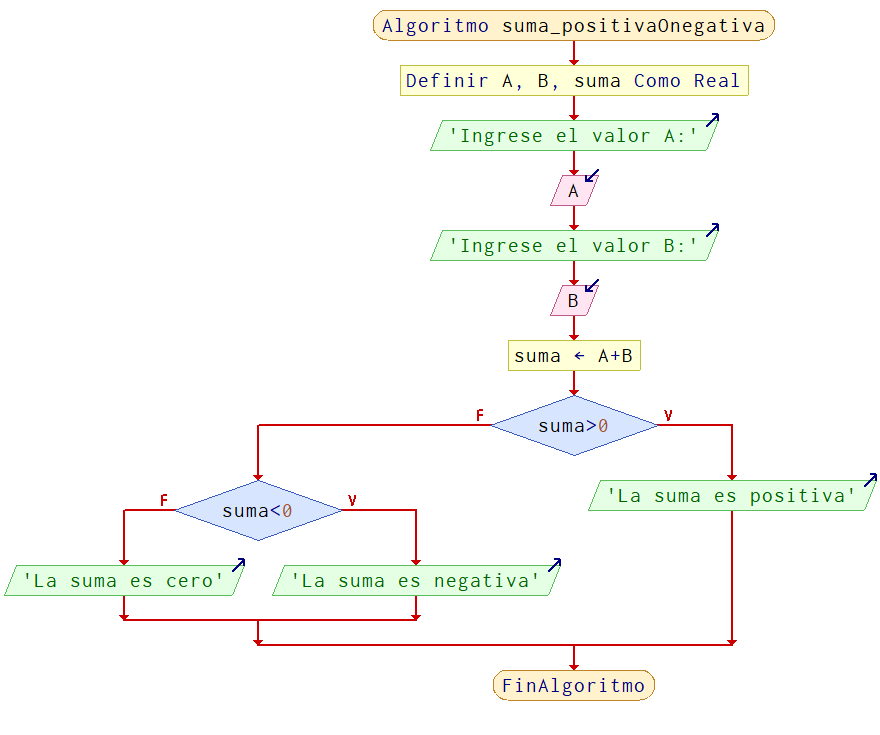 Algoritmo suma_positivaOnegativa
Definir A, B, suma Como Real
'Ingrese el valor A:'
A
'Ingrese el valor B:'
B
suma ← A+B
F
suma>0
V
'La suma es positiva'
F
suma<0
V
'La suma es cero'
'La suma es negativa'
FinAlgoritmo